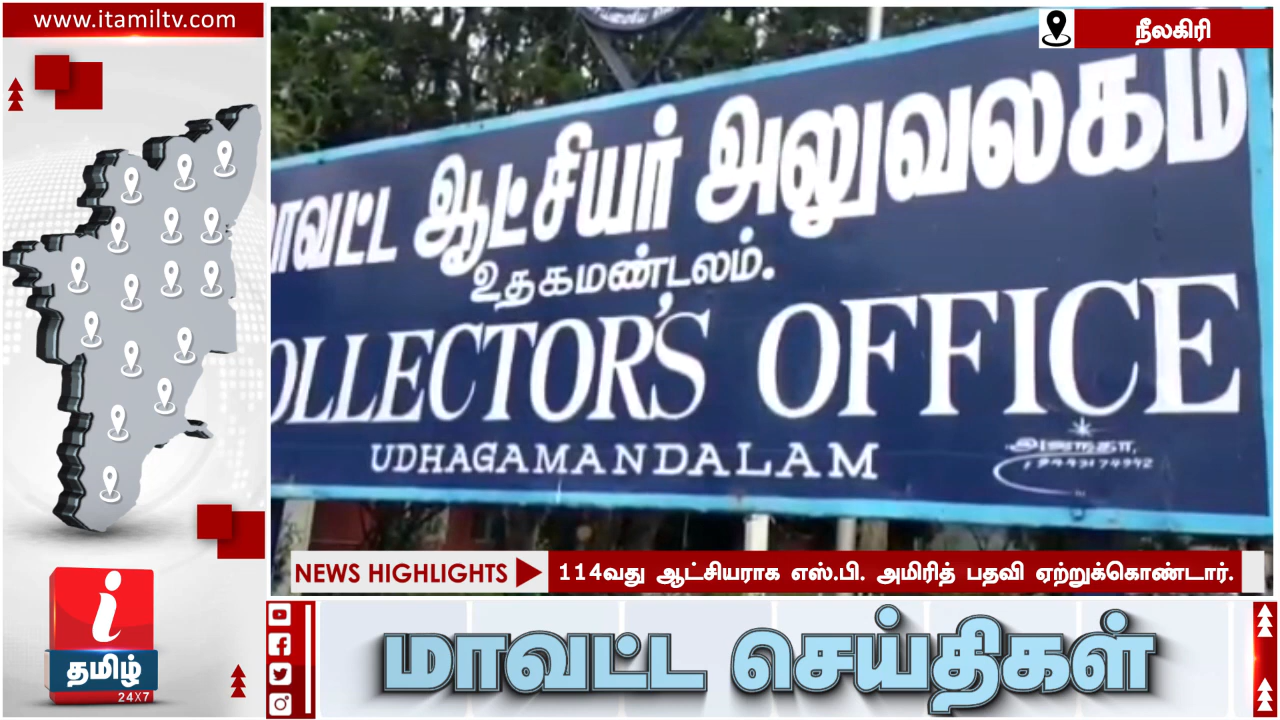 www.itamiltv.com
நீலகிரி
மாவட்ட ஆட்சியர் அலுவலகம்
உதகமண்டலம்.
OLLECTOR'S OFFICE
UDHAGAMANDALAM
NEWS HIGHLIGHTS
114வது ஆட்சியராக எஸ்.பி. அமிரித் பதவி ஏற்றுக்கொண்டார்.
i
தமிழ்
24X7
மாவட்ட செய்திகள்